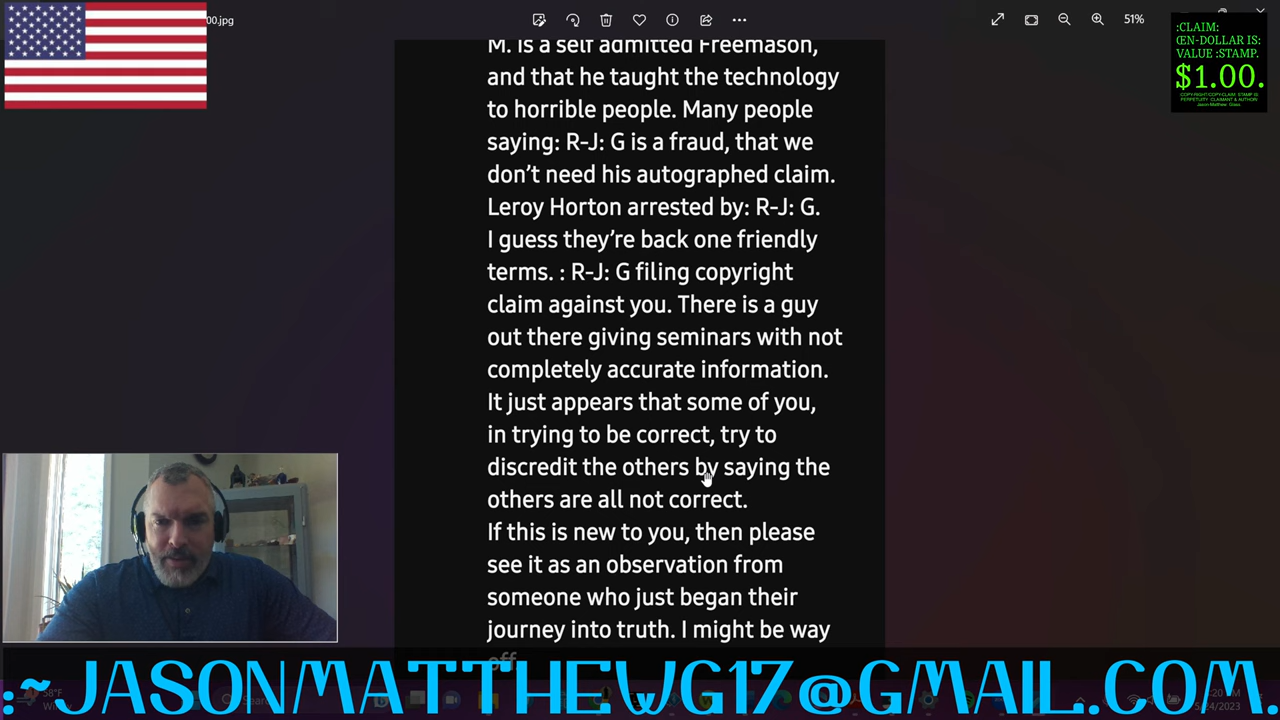 00.jpg
51%
:CLAIM:
VALUE :STAMP.
$1.00.
M. is a self admitted Freemason,
and that he taught the technology
to horrible people. Many people
saying: R-J: G is a fraud, that we
don’t need his autographed claim.
Leroy Horton arrested by: R-J: G.
I guess they’re back one friendly
terms. : R-J: G filing copyright
claim against you. There is a guy
out there giving seminars with not
completely accurate information.
It just appears that some of you,
in trying to be correct, try to
discredit the others by saying the
others are all not correct.
If this is new to you, then please
see it as an observation from
someone who just began their
journey into truth. I might be way
off
:~ JASONMATTHEWG17@GMAIL.COM.
58°F
5/24/2023